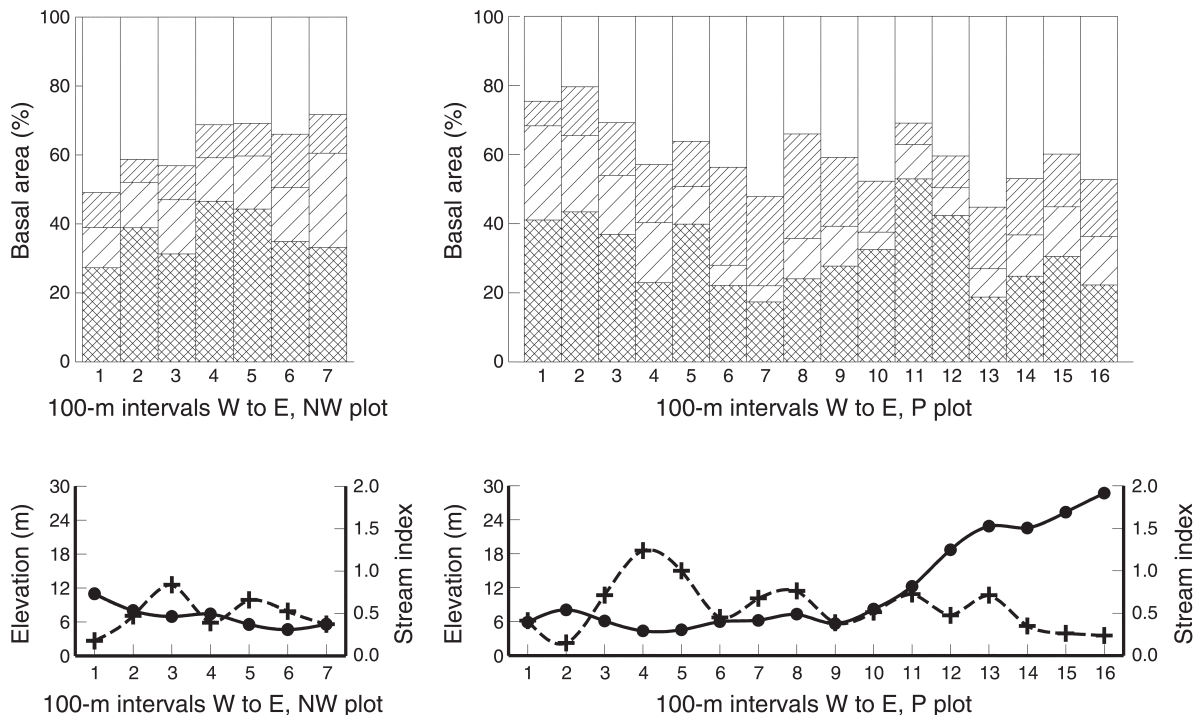 100
80
60
40
20
0
Basal area (%)
1 2 3 4 5 6 7
100-m intervals W to E, NW plot
100
80
60
40
20
0
Basal area (%)
1 2 3 4 5 6 7 8 9 10 11 12 13 14 15 16
100-m intervals W to E, P plot
30
24
18
12
6
0
Elevation (m)
2.0
1.5
1.0
0.5
0.0
Stream index
1 2 3 4 5 6 7
100-m intervals W to E, NW plot
30
24
18
12
6
0
Elevation (m)
2.0
1.5
1.0
0.5
0.0
Stream index
1 2 3 4 5 6 7 8 9 10 11 12 13 14 15 16
100-m intervals W to E, P plot